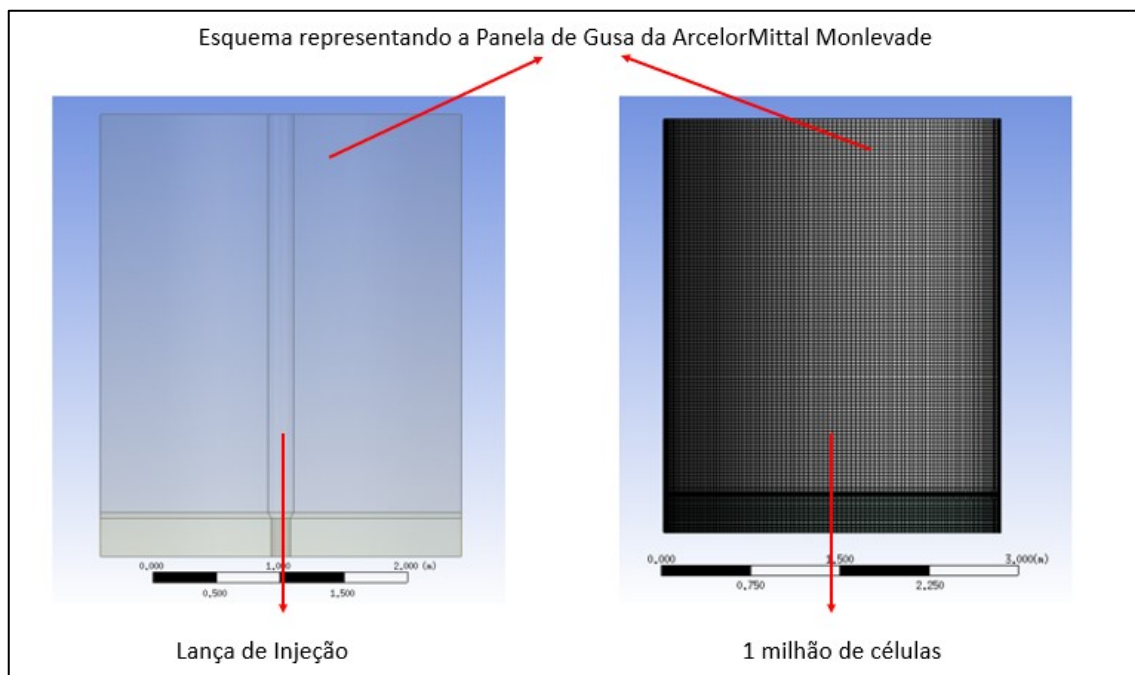 Esquema representando a Panela de Gusa da ArcelorMittal Monlevade
0.000 1.000 2.000 (m)
0.500 1.500
0.000 1.500 3.000(m)
0.750 2.250
Lança de Injeção
1 milhão de células